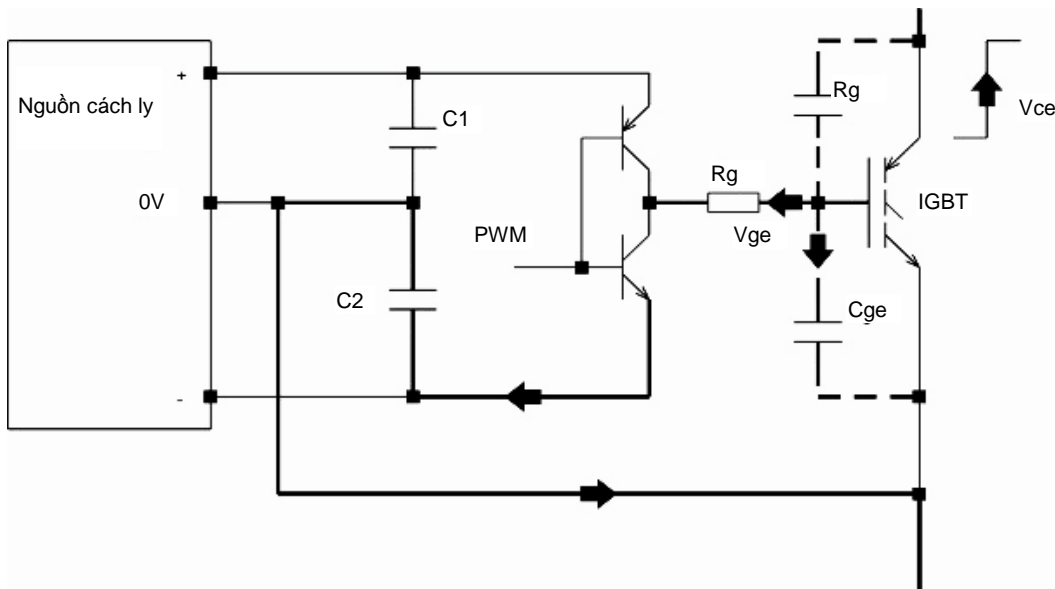 +
Nguồn cách ly
C1
Rg
Vce
Rg
0V
IGBT
PWM
Vge
C2
Cge
-